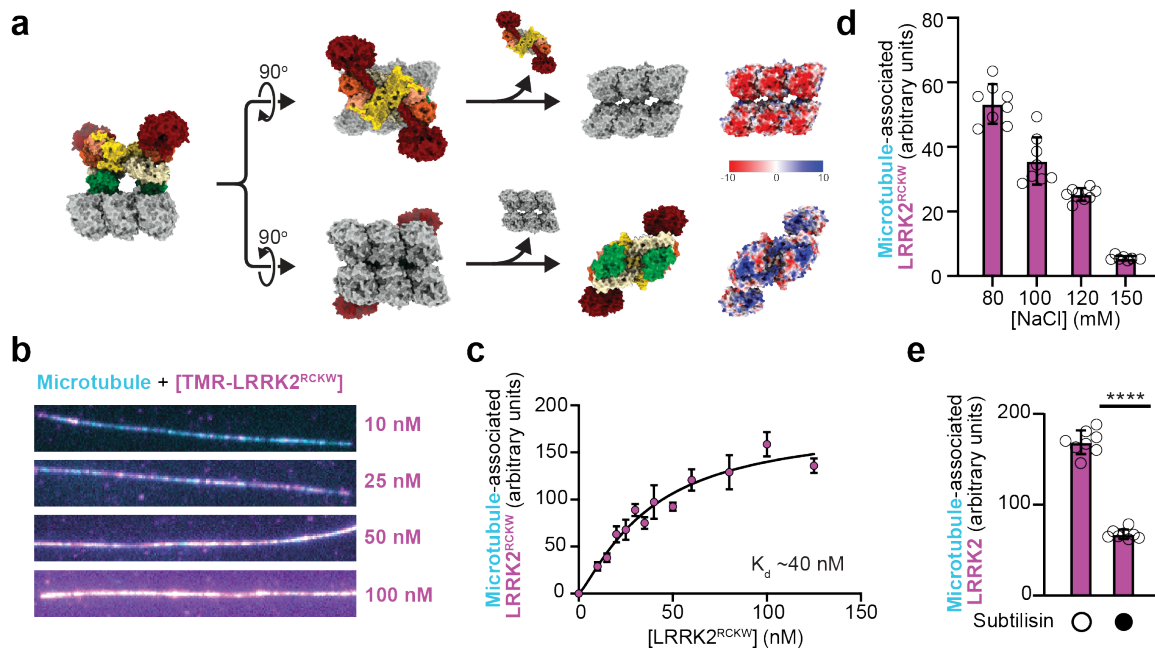 a
90°
90°
-10 0 10
b
Microtubule + [TMR-LRRK2RCKW]
10 nM
25 nM
50 nM
100 nM
c
Microtubule-associated
LRRK2RCKW (arbitrary units)
200
150
100
50
0
Kd ~40 nM
0 50 100 150
[LRRK2RCKW] (nM)
d
Microtubule-associated
LRRK2RCKW (arbitrary units)
80
60
40
20
0
80 100 120 150
[NaCl] (mM)
e
Microtubule-associated
LRRK2 (arbitrary units)
200
100
0
****
Subtilisin